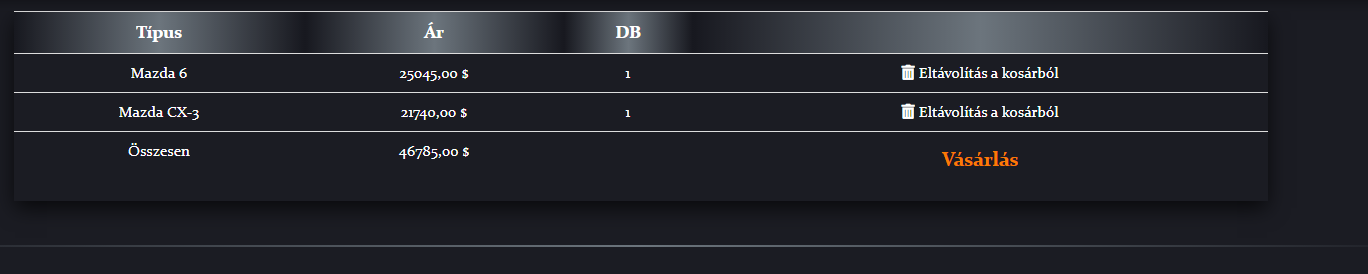 Típus Ár DB
Mazda 6 25045,00 $ 1 Eltávolítás a kosárból
Mazda CX-3 21740,00 $ 1 Eltávolítás a kosárból
Összesen 46785,00 $ Vásárlás